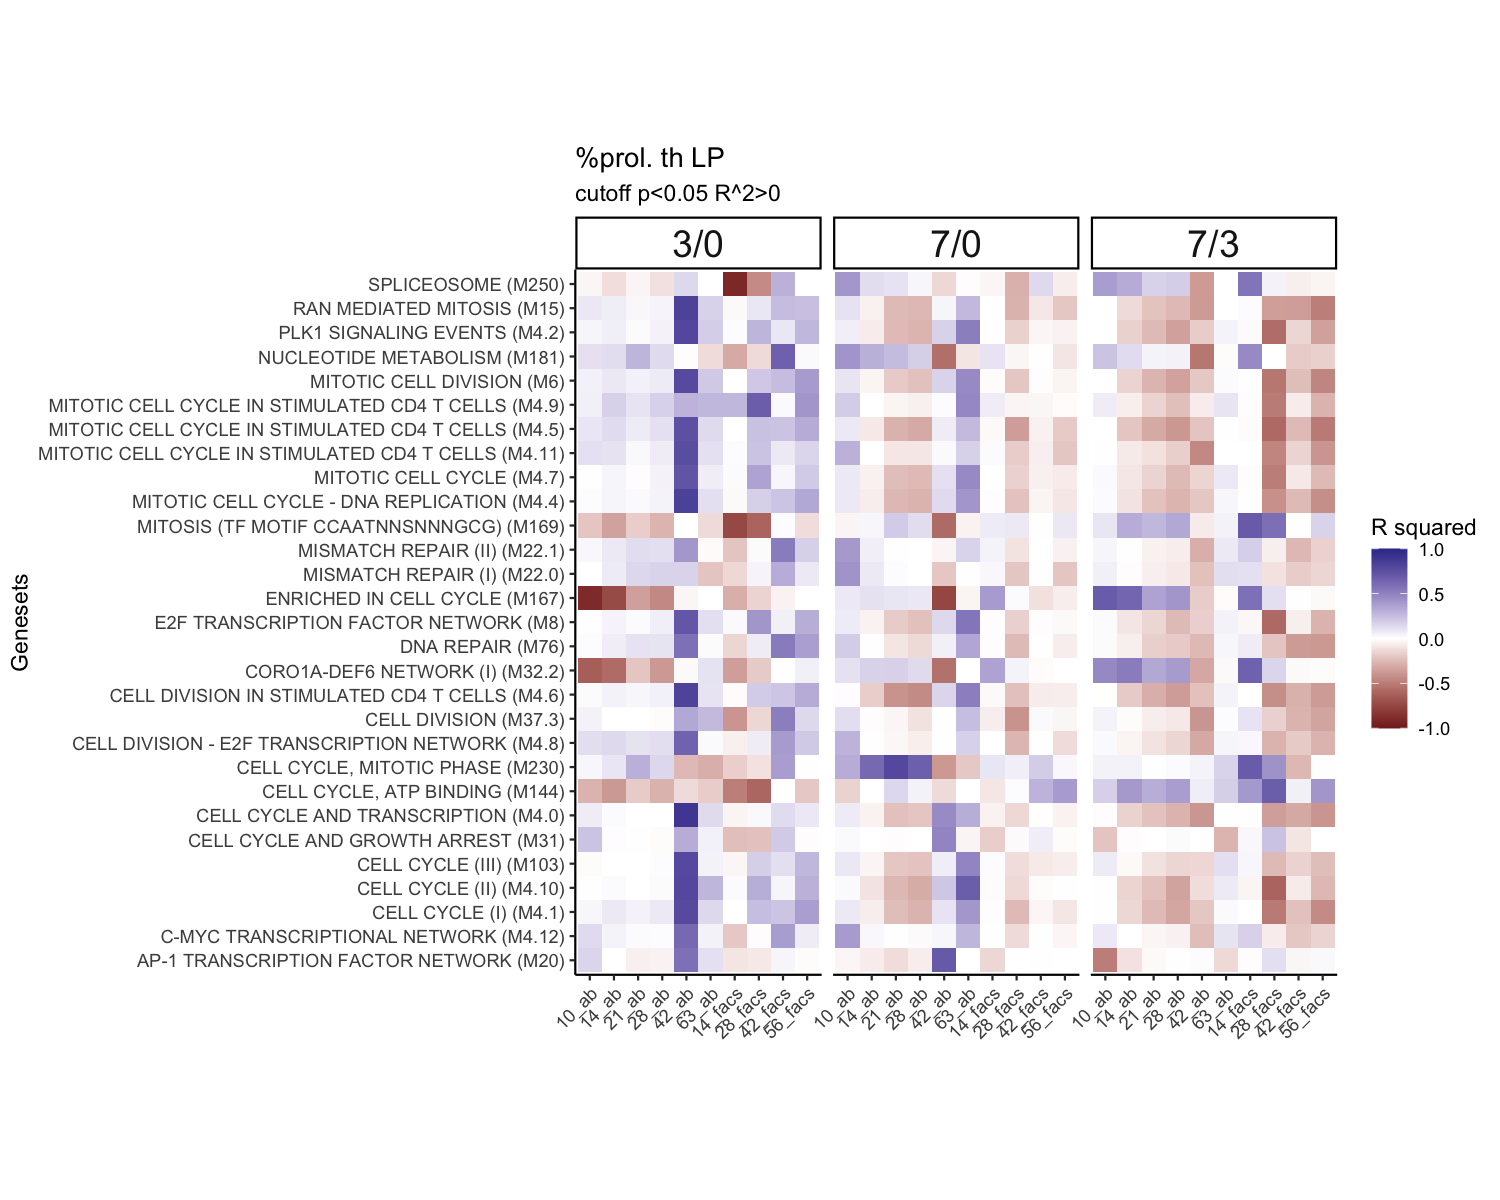 %prol. th LP
cutoff p<0.05 R^2>0
3/0 7/0 7/3
SPLICEOSOME (M250)
RAN MEDIATED MITOSIS (M15)
PLK1 SIGNALING EVENTS (M4.2)
NUCLEOTIDE METABOLISM (M181)
MITOTIC CELL DIVISION (M6)
MITOTIC CELL CYCLE IN STIMULATED CD4 T CELLS (M4.9)
MITOTIC CELL CYCLE IN STIMULATED CD4 T CELLS (M4.5)
MITOTIC CELL CYCLE IN STIMULATED CD4 T CELLS (M4.11)
MITOTIC CELL CYCLE (M4.7)
MITOTIC CELL CYCLE - DNA REPLICATION (M4.4)
MITOSIS (TF MOTIF CCAATNNSNNNGCG) (M169)
MISMATCH REPAIR (II) (M22.1)
MISMATCH REPAIR (I) (M22.0)
ENRICHED IN CELL CYCLE (M167)
E2F TRANSCRIPTION FACTOR NETWORK (M8)
DNA REPAIR (M76)
CORO1A-DEF6 NETWORK (I) (M32.2)
CELL DIVISION IN STIMULATED CD4 T CELLS (M4.6)
CELL DIVISION (M37.3)
CELL DIVISION - E2F TRANSCRIPTION NETWORK (M4.8)
CELL CYCLE, MITOTIC PHASE (M230)
CELL CYCLE, ATP BINDING (M144)
CELL CYCLE AND TRANSCRIPTION (M4.0)
CELL CYCLE AND GROWTH ARREST (M31)
CELL CYCLE (III) (M103)
CELL CYCLE (II) (M4.10)
CELL CYCLE (I) (M4.1)
C-MYC TRANSCRIPTIONAL NETWORK (M4.12)
AP-1 TRANSCRIPTION FACTOR NETWORK (M20)
Genesets
10_ab 14_ab 21_ab 28_ab 42_ab 63_ab 14_facs 28_facs 42_facs 56_facs
10_ab 14_ab 21_ab 28_ab 42_ab 63_ab 14_facs 28_facs 42_facs 56_facs
10_ab 14_ab 21_ab 28_ab 42_ab 63_ab 14_facs 28_facs 42_facs 56_facs
R squared
1.0
0.5
0.0
-0.5
-1.0